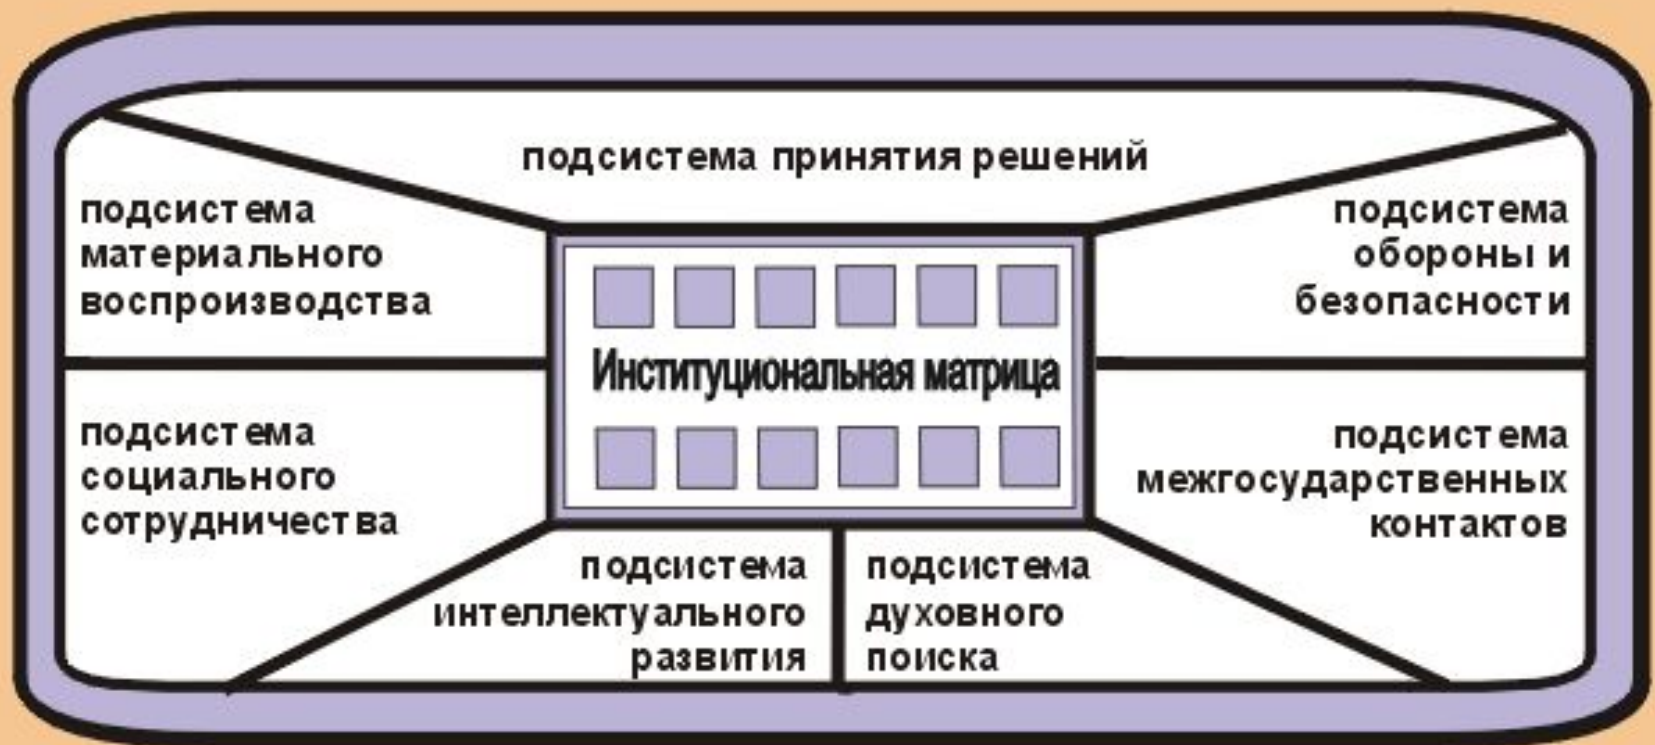 подсистема принятия решений
подсистема
материального
воспроизводства
подсистема
обороны и
безопасности
Институциональная матрица
подсистема
социального
сотрудничества
подсистема
межгосударственных
контактов
подсистема
интеллектуального
развития
подсистема
духовного
поиска